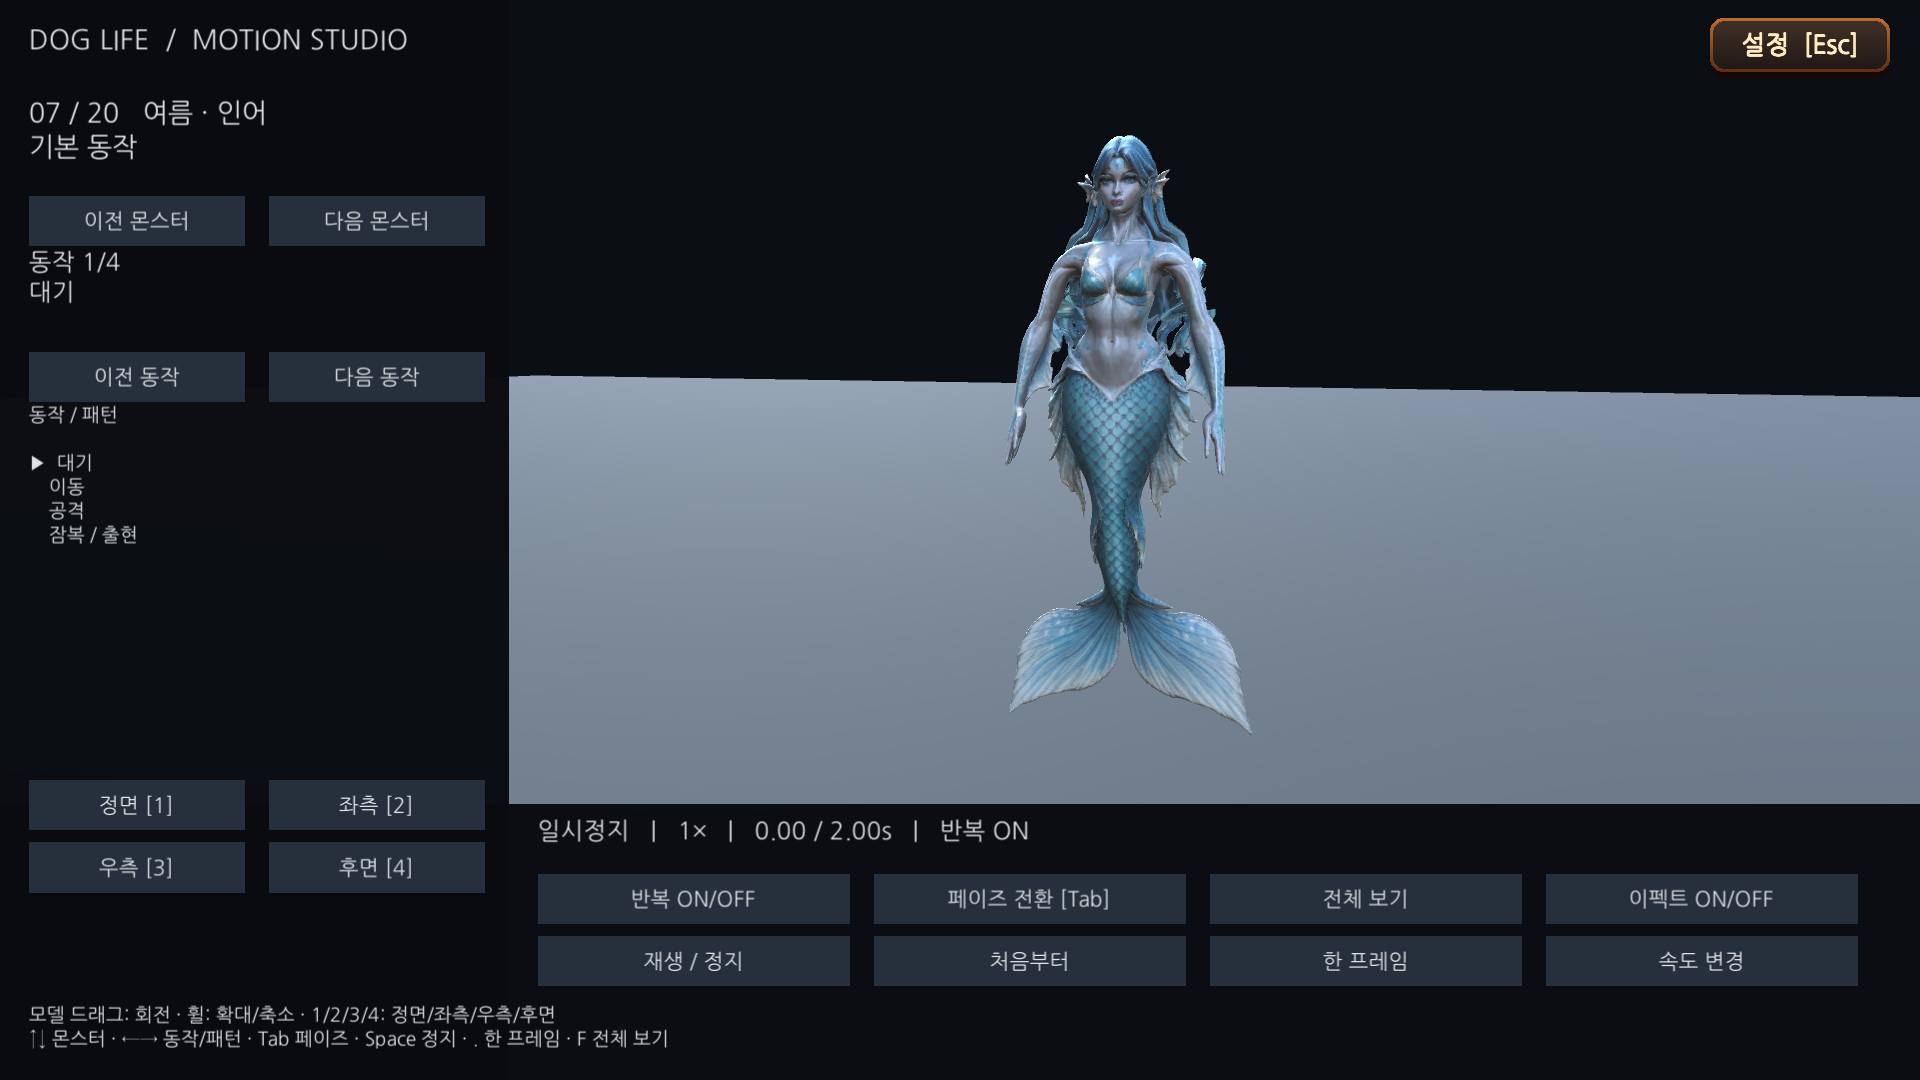 DOG LIFE / MOTION STUDIO
설정 [Esc]
07 / 20 여름 · 인어
기본 동작
이전 몬스터
다음 몬스터
동작 1/4
대기
이전 동작
다음 동작
동작 / 패턴
▶ 대기
이동
공격
잠복 / 출현
정면 [1]
좌측 [2]
우측 [3]
후면 [4]
일시정지 | 1× | 0.00 / 2.00s | 반복 ON
반복 ON/OFF
페이즈 전환 [Tab]
전체 보기
이펙트 ON/OFF
재생 / 정지
처음부터
한 프레임
속도 변경
모델 드래그: 회전 · 휠: 확대/축소 · 1/2/3/4: 정면/좌측/우측/후면
↑↓ 몬스터 · ←→ 동작/패턴 · Tab 페이즈 · Space 정지 · . 한 프레임 · F 전체 보기